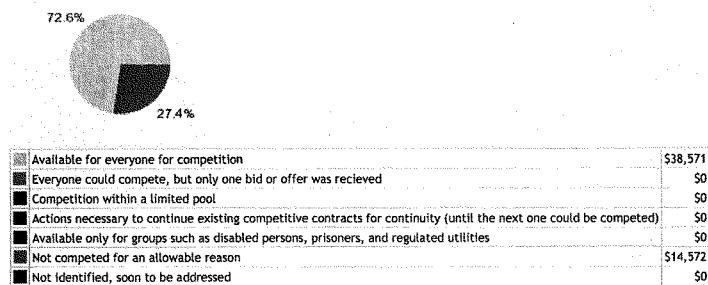 72.6%
27.4%
Available for everyone for competition $38,571
Everyone could compete, but only one bid or offer was recieved $0
Competition within a limited pool $0
Actions necessary to continue existing competitive contracts for continuity (until the next one could be competed) $0
Available only for groups such as disabled persons, prisoners, and regulated utilities $0
Not competed for an allowable reason $14,572
Not identified, soon to be addressed $0